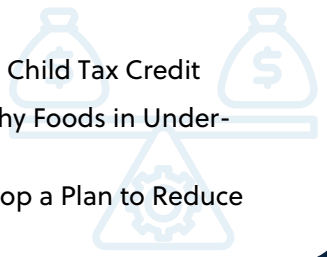 Child Tax Credit
hy Foods in Under-
op a Plan to Reduce